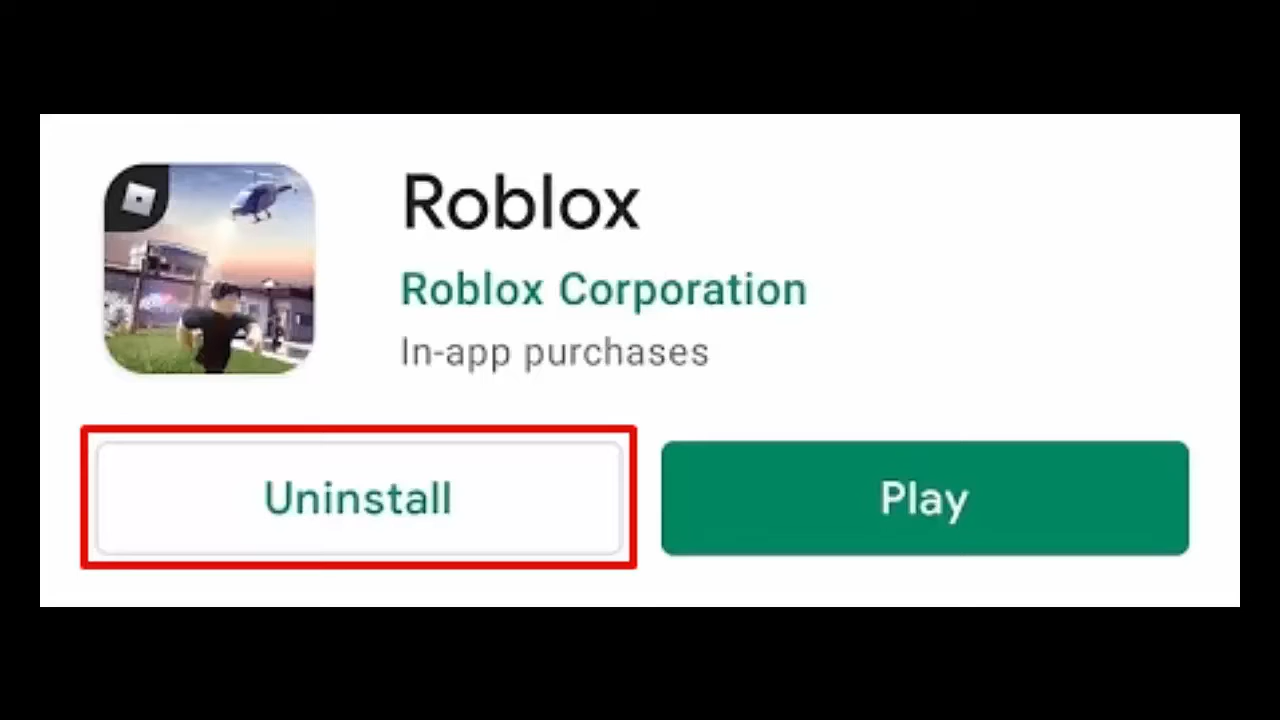 Roblox
Roblox Corporation
In-app purchases
Uninstall
Play